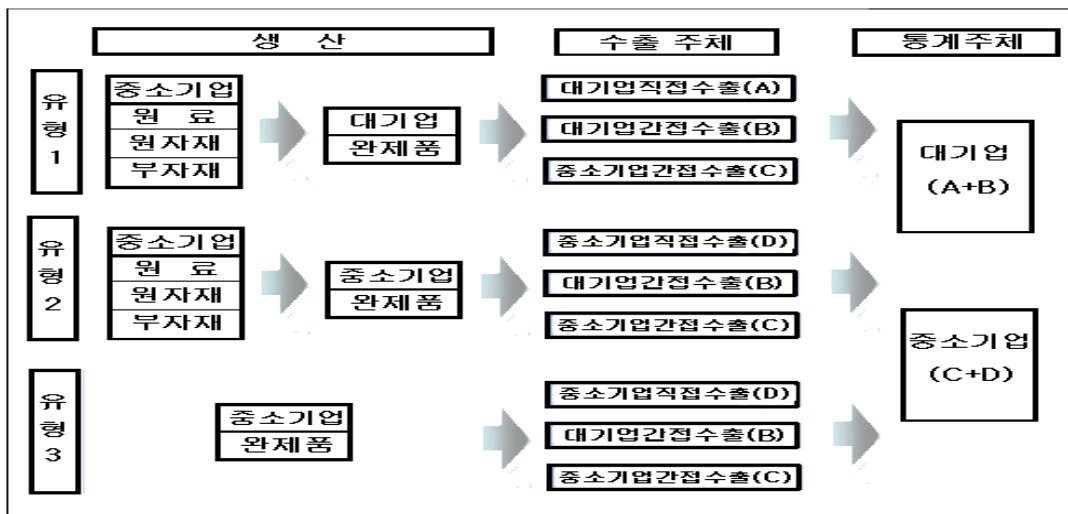 생 산
수출 주체
통계주체
유형1
중소기업
원 료
원자재
부자재
대기업
완제품
대기업직접수출(A)
대기업간접수출(B)
중소기업간접수출(C)
대기업
(A+B)
유형2
중소기업
원 료
원자재
부자재
중소기업
완제품
중소기업직접수출(D)
대기업간접수출(B)
중소기업간접수출(C)
중소기업
(C+D)
유형3
중소기업
완제품
중소기업직접수출(D)
대기업간접수출(B)
중소기업간접수출(C)